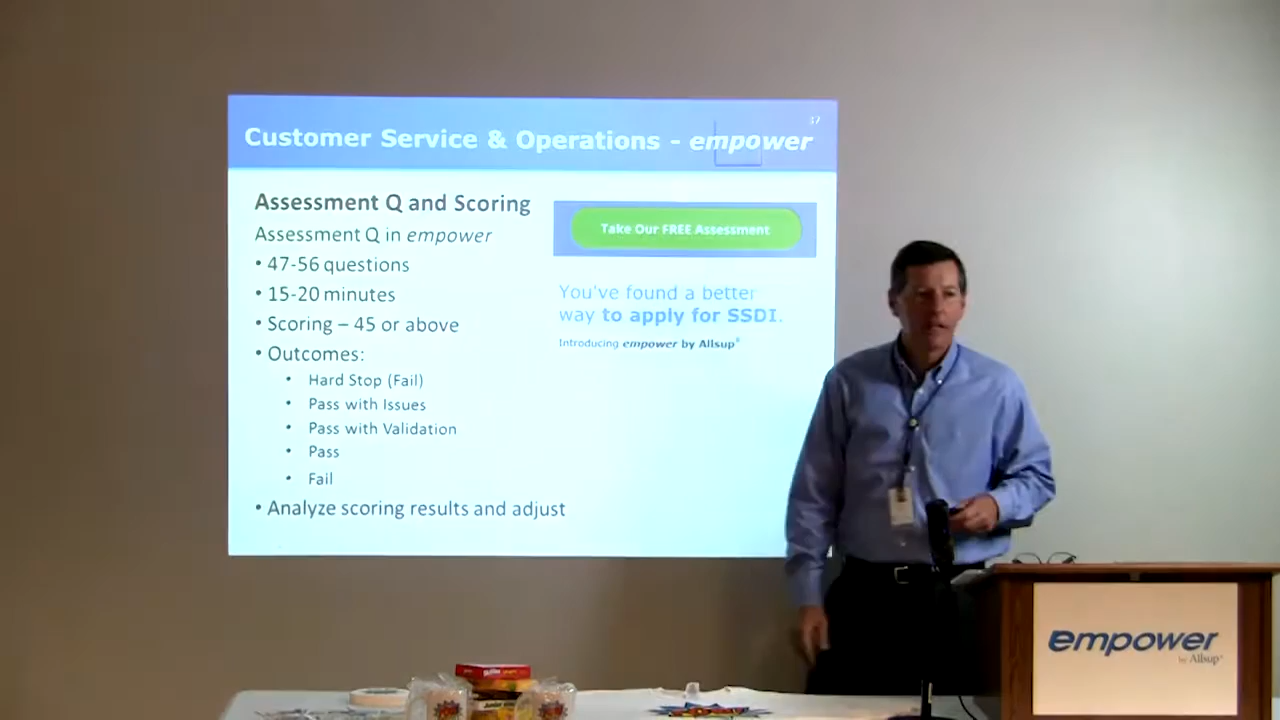 37
Customer Service & Operations - empower
Assessment Q and Scoring
Assessment Q in empower
• 47-56 questions
• 15-20 minutes
• Scoring – 45 or above
• Outcomes:
• Hard Stop (Fail)
• Pass with Issues
• Pass with Validation
• Pass
• Fail
• Analyze scoring results and adjust
Take Our FREE Assessment
You've found a better
way to apply for SSDI.
Introducing empower by Allsup®
empower
by Allsup®